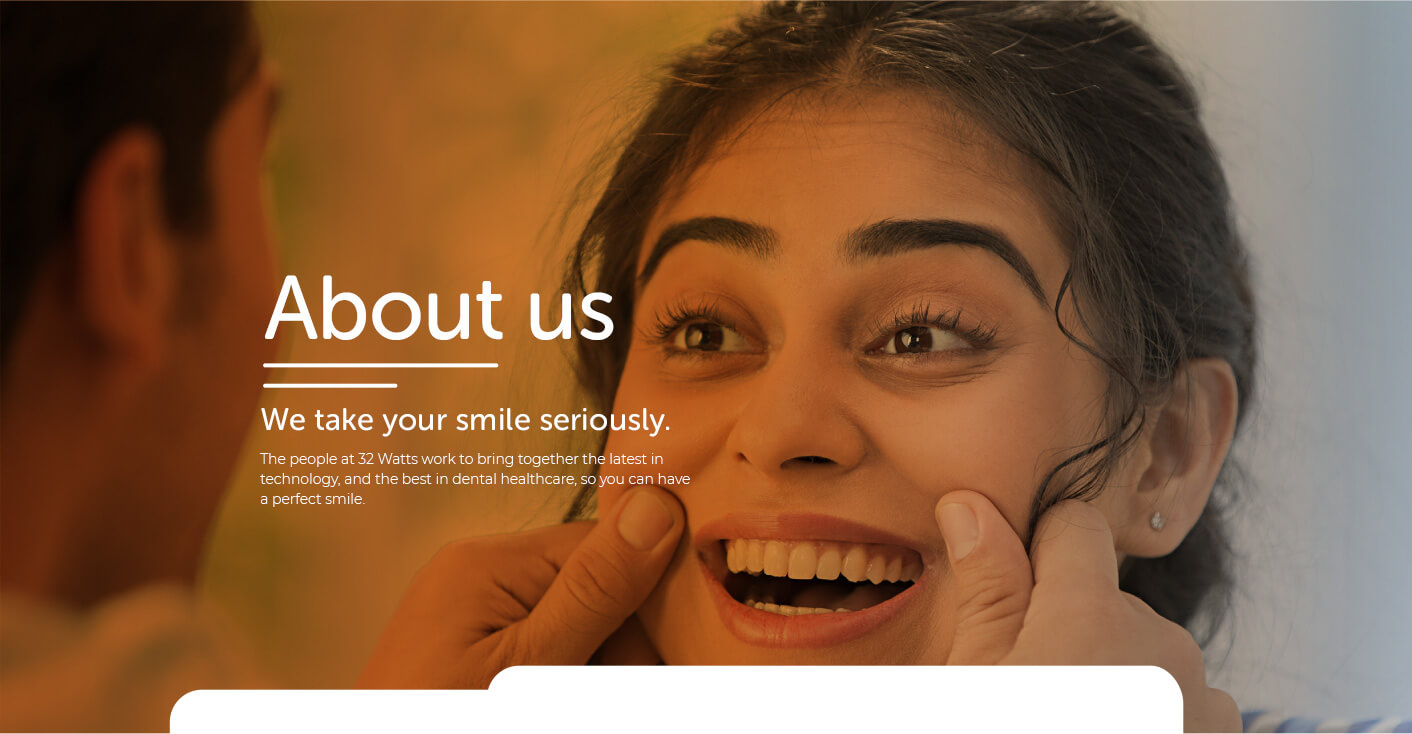 About us
We take your smile seriously.
The people at 32 Watts work to bring together the latest in
technology, and the best in dental healthcare, so you can have
a perfect smile.